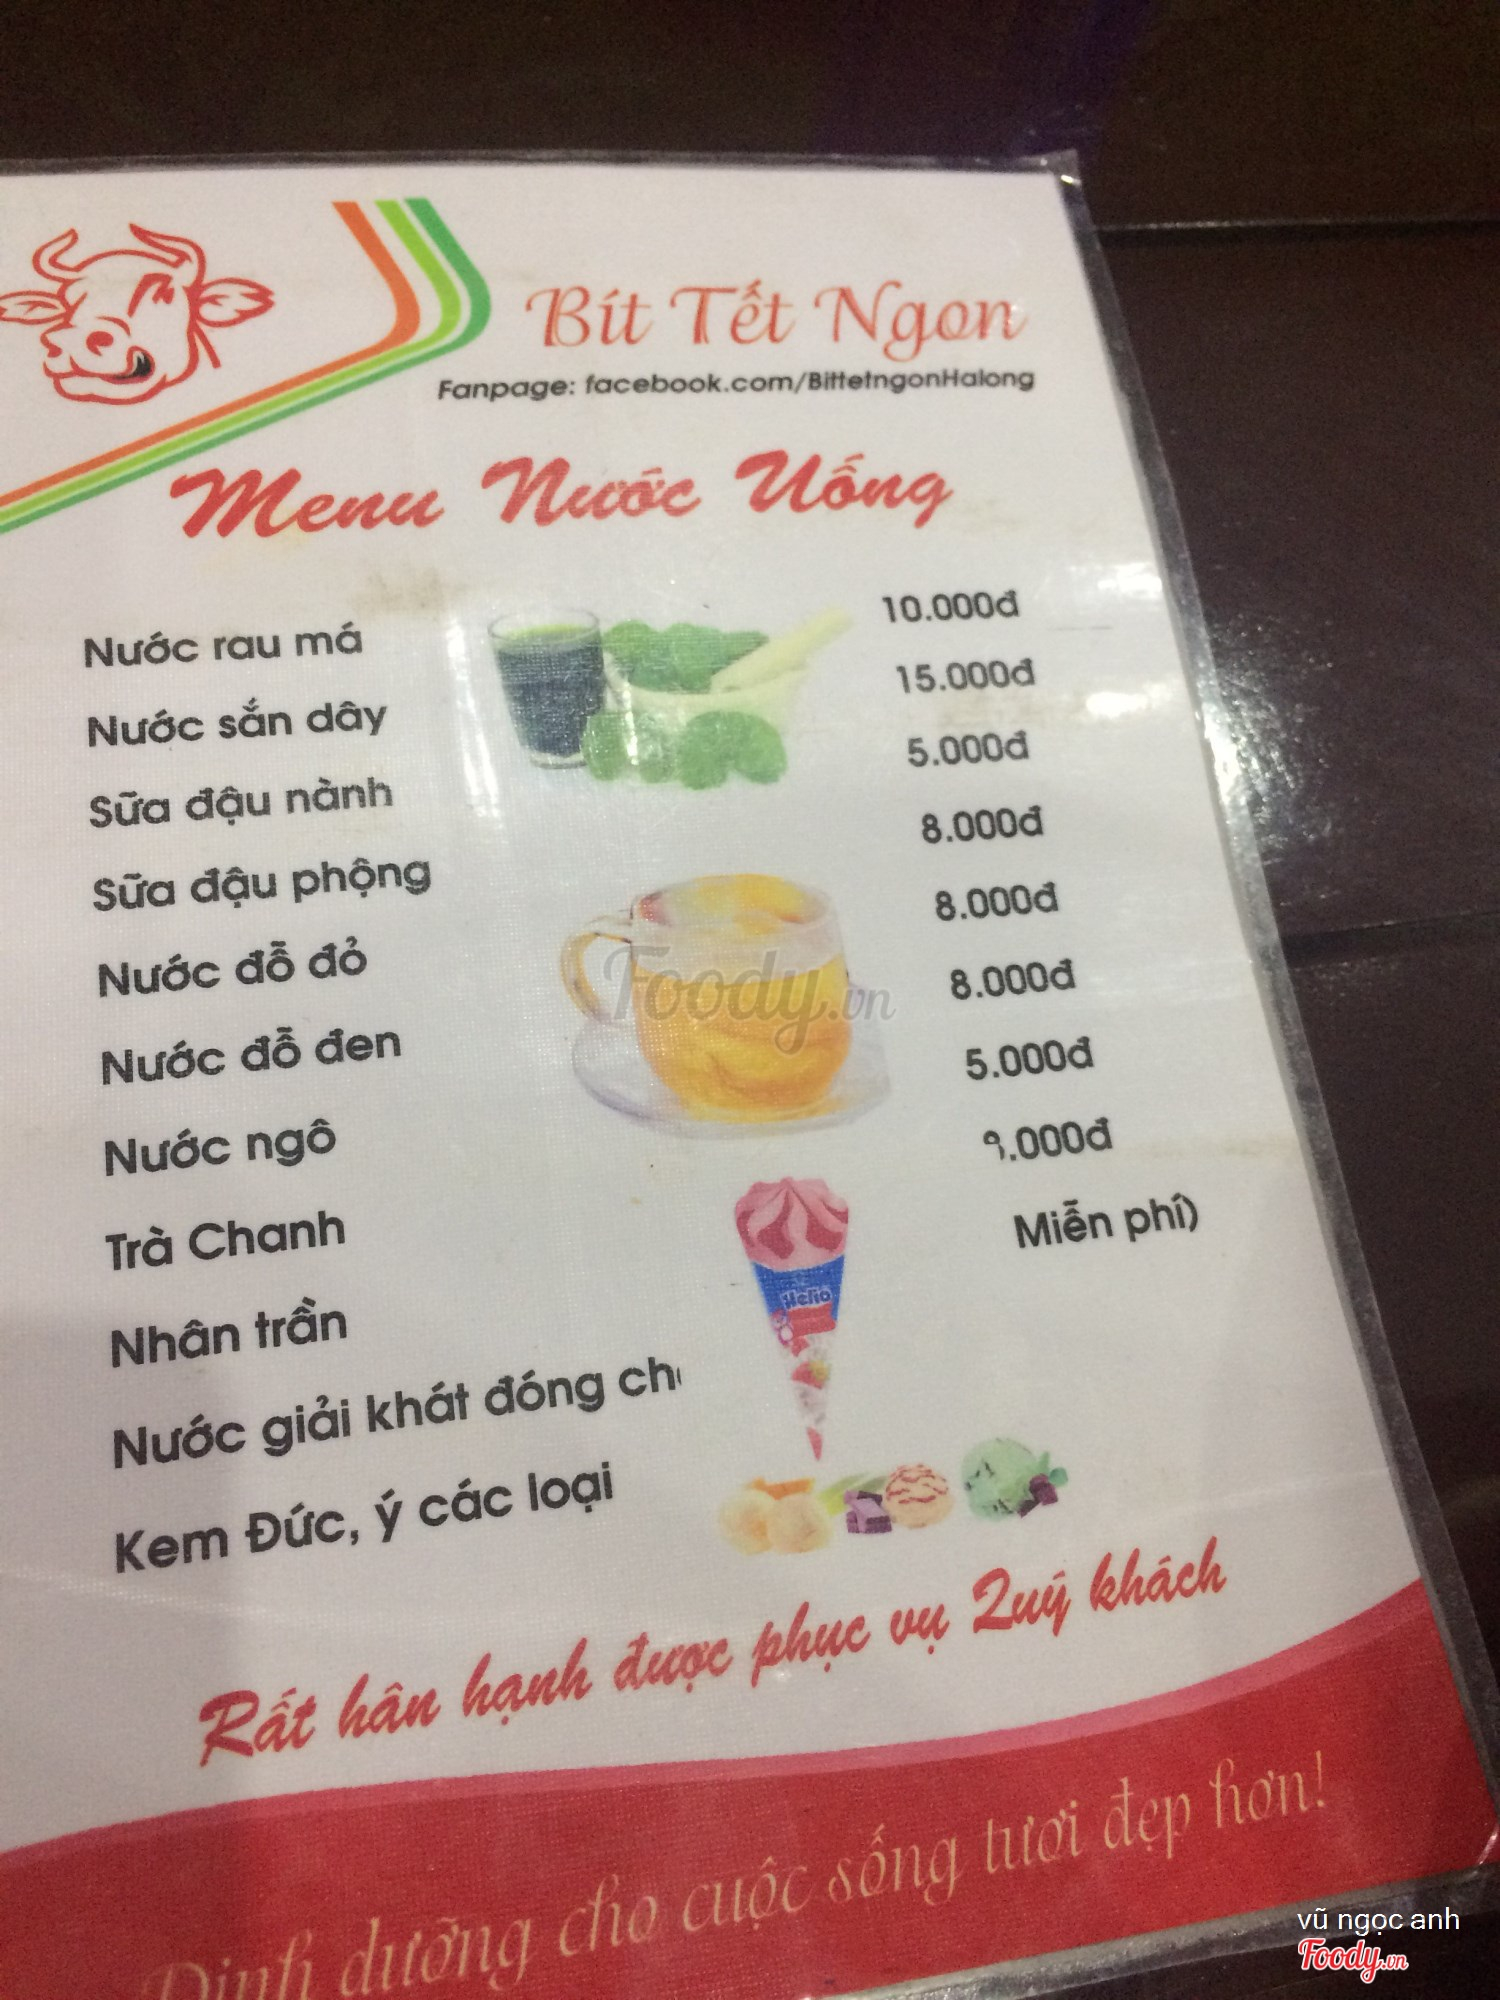 Bít Tết Ngon
Fanpage: facebook.com/BittetngonHalong
Menu Nước Uống
Nước rau má 10.000đ
Nước sắn dây 15.000đ
Sữa đậu nành 5.000đ
Sữa đậu phộng 8.000đ
Nước đỗ đỏ 8.000đ
Nước đỗ đen 8.000đ
Nước ngô 5.000đ
Trà Chanh .000đ
Nhân trần Miễn phí)
Nước giải khát đóng ch
Kem Đức, ý các loại
Foody.vn
Helio
Rất hân hạnh được phục vụ Quý khách
Dinh dưỡng cho cuộc sống tươi đẹp hơn!
vũ ngọc anh
Foody.vn